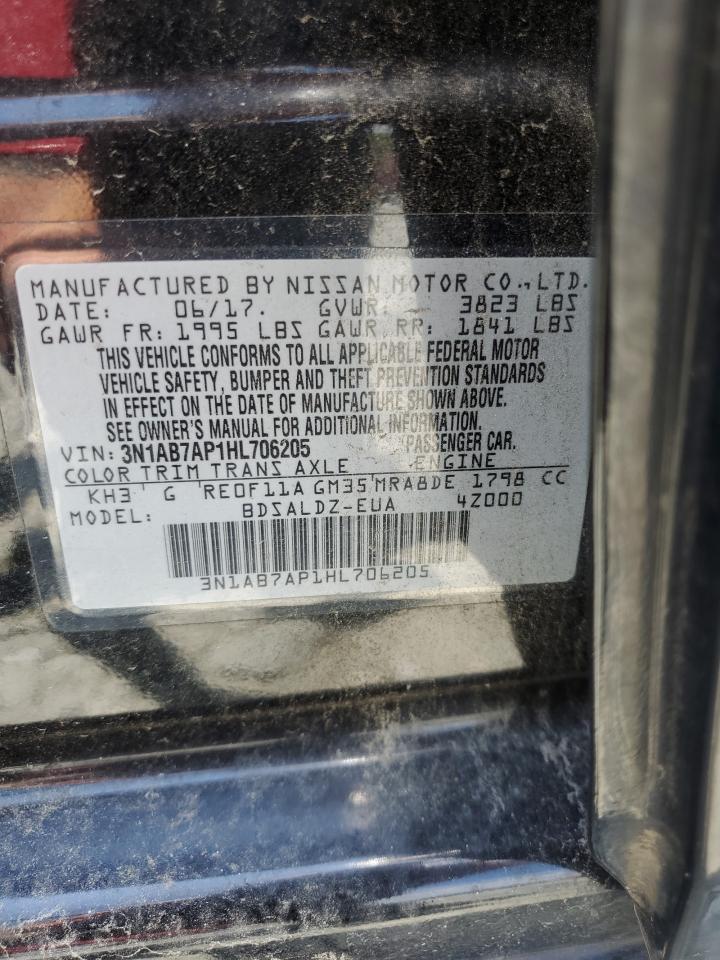 MANUFACTURED BY NISSAN MOTOR CO., LTD.
DATE: 06/17. GVWR: 3823 LBS
GAWR FR: 1995 LBS GAWR RR: 1841 LBS
THIS VEHICLE CONFORMS TO ALL APPLICABLE FEDERAL MOTOR
VEHICLE SAFETY, BUMPER AND THEFT PREVENTION STANDARDS
IN EFFECT ON THE DATE OF MANUFACTURE SHOWN ABOVE.
SEE OWNER'S MANUAL FOR ADDITIONAL INFORMATION.
VIN: 3N1AB7AP1HL706205 PASSENGER CAR.
COLOR TRIM TRANS AXLE ENGINE
KH3 G RE0F11A GM35 MRA8DE 1798 CC
MODEL: BDSALDZ-EUA 4Z000
3N1AB7AP1HL706205